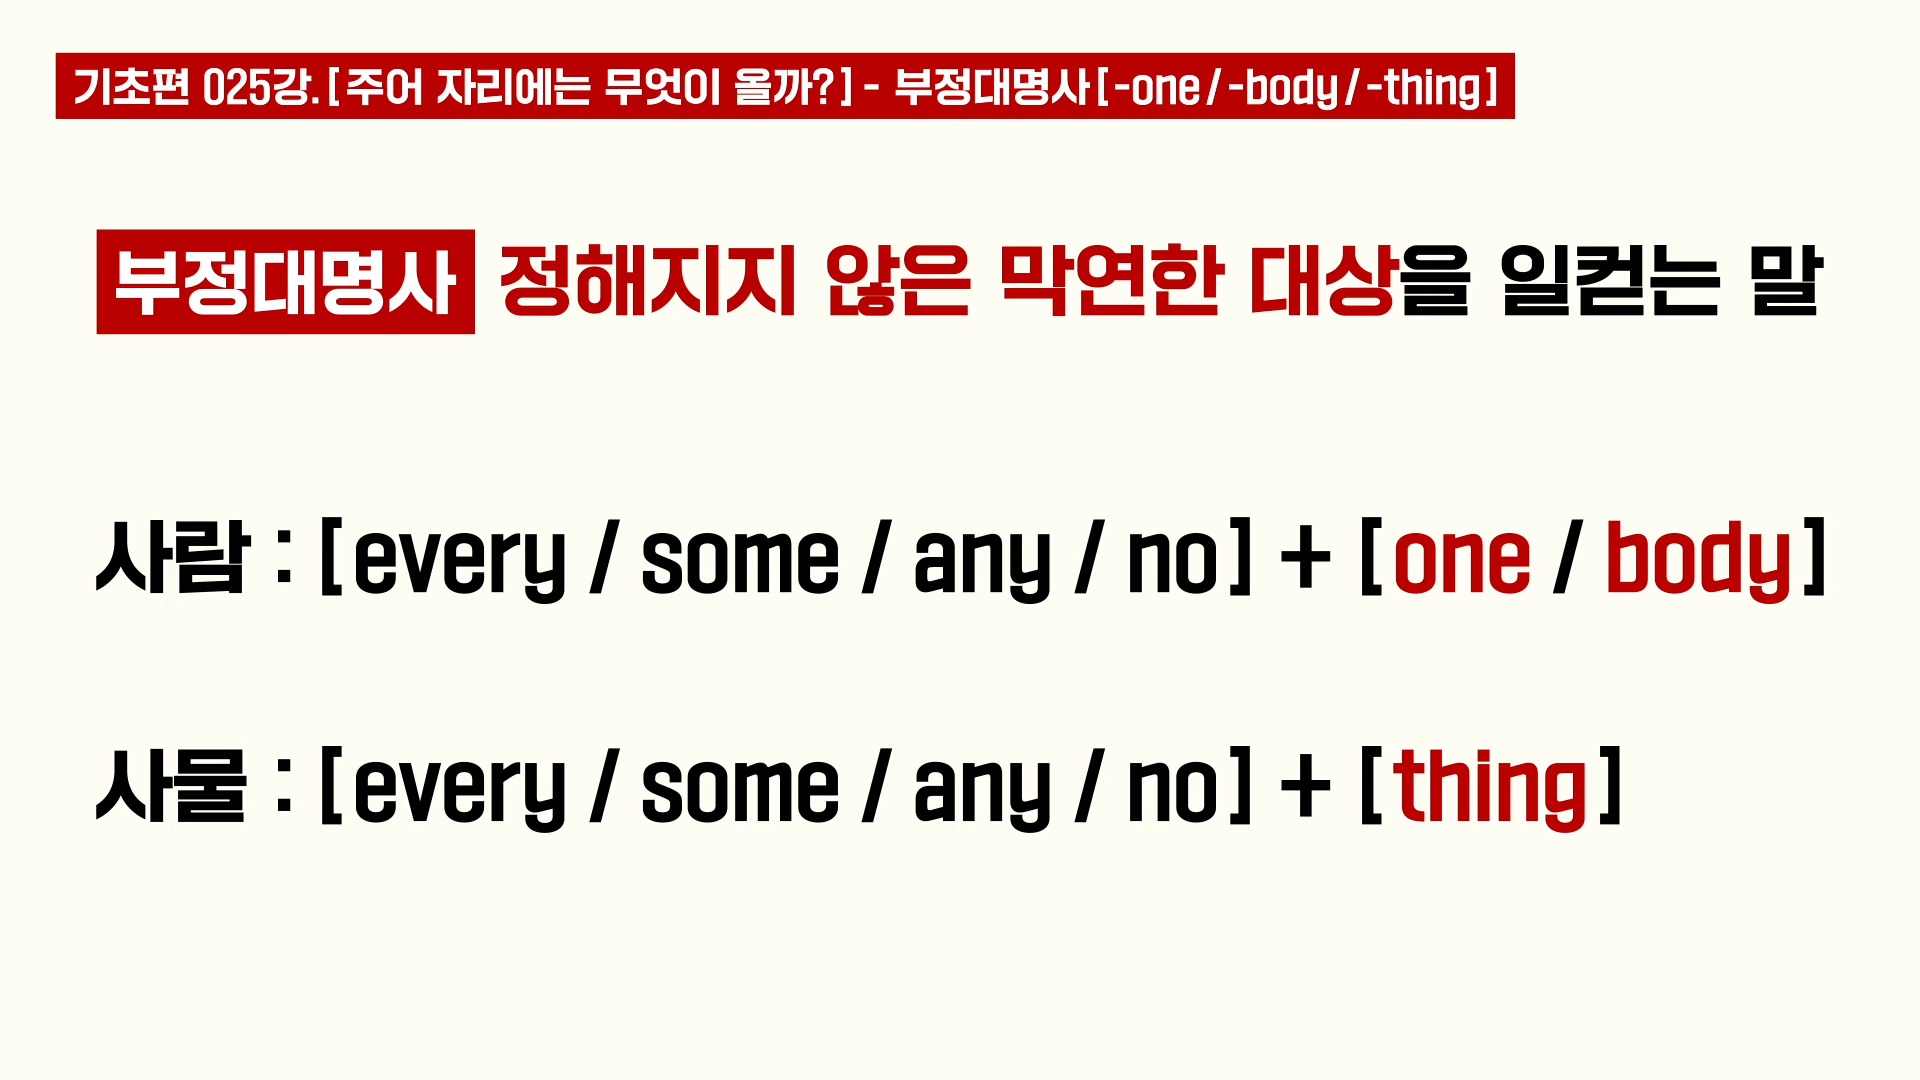 기초편 025강.[주어 자리에는 무엇이 올까?]- 부정대명사[-one/-body/-thing]
부정대명사 정해지지 않은 막연한 대상을 일컫는 말
사람 : [every / some / any / no] + [one / body]
사물 : [every / some / any / no] + [thing]